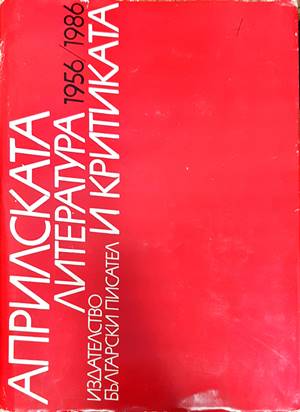 АПРИЛСКАТА
ЛИТЕРАТУРА 1956/1986
И КРИТИКАТА
ИЗДАТЕЛСТВО
БЪЛГАРСКИ ПИСАТЕЛ